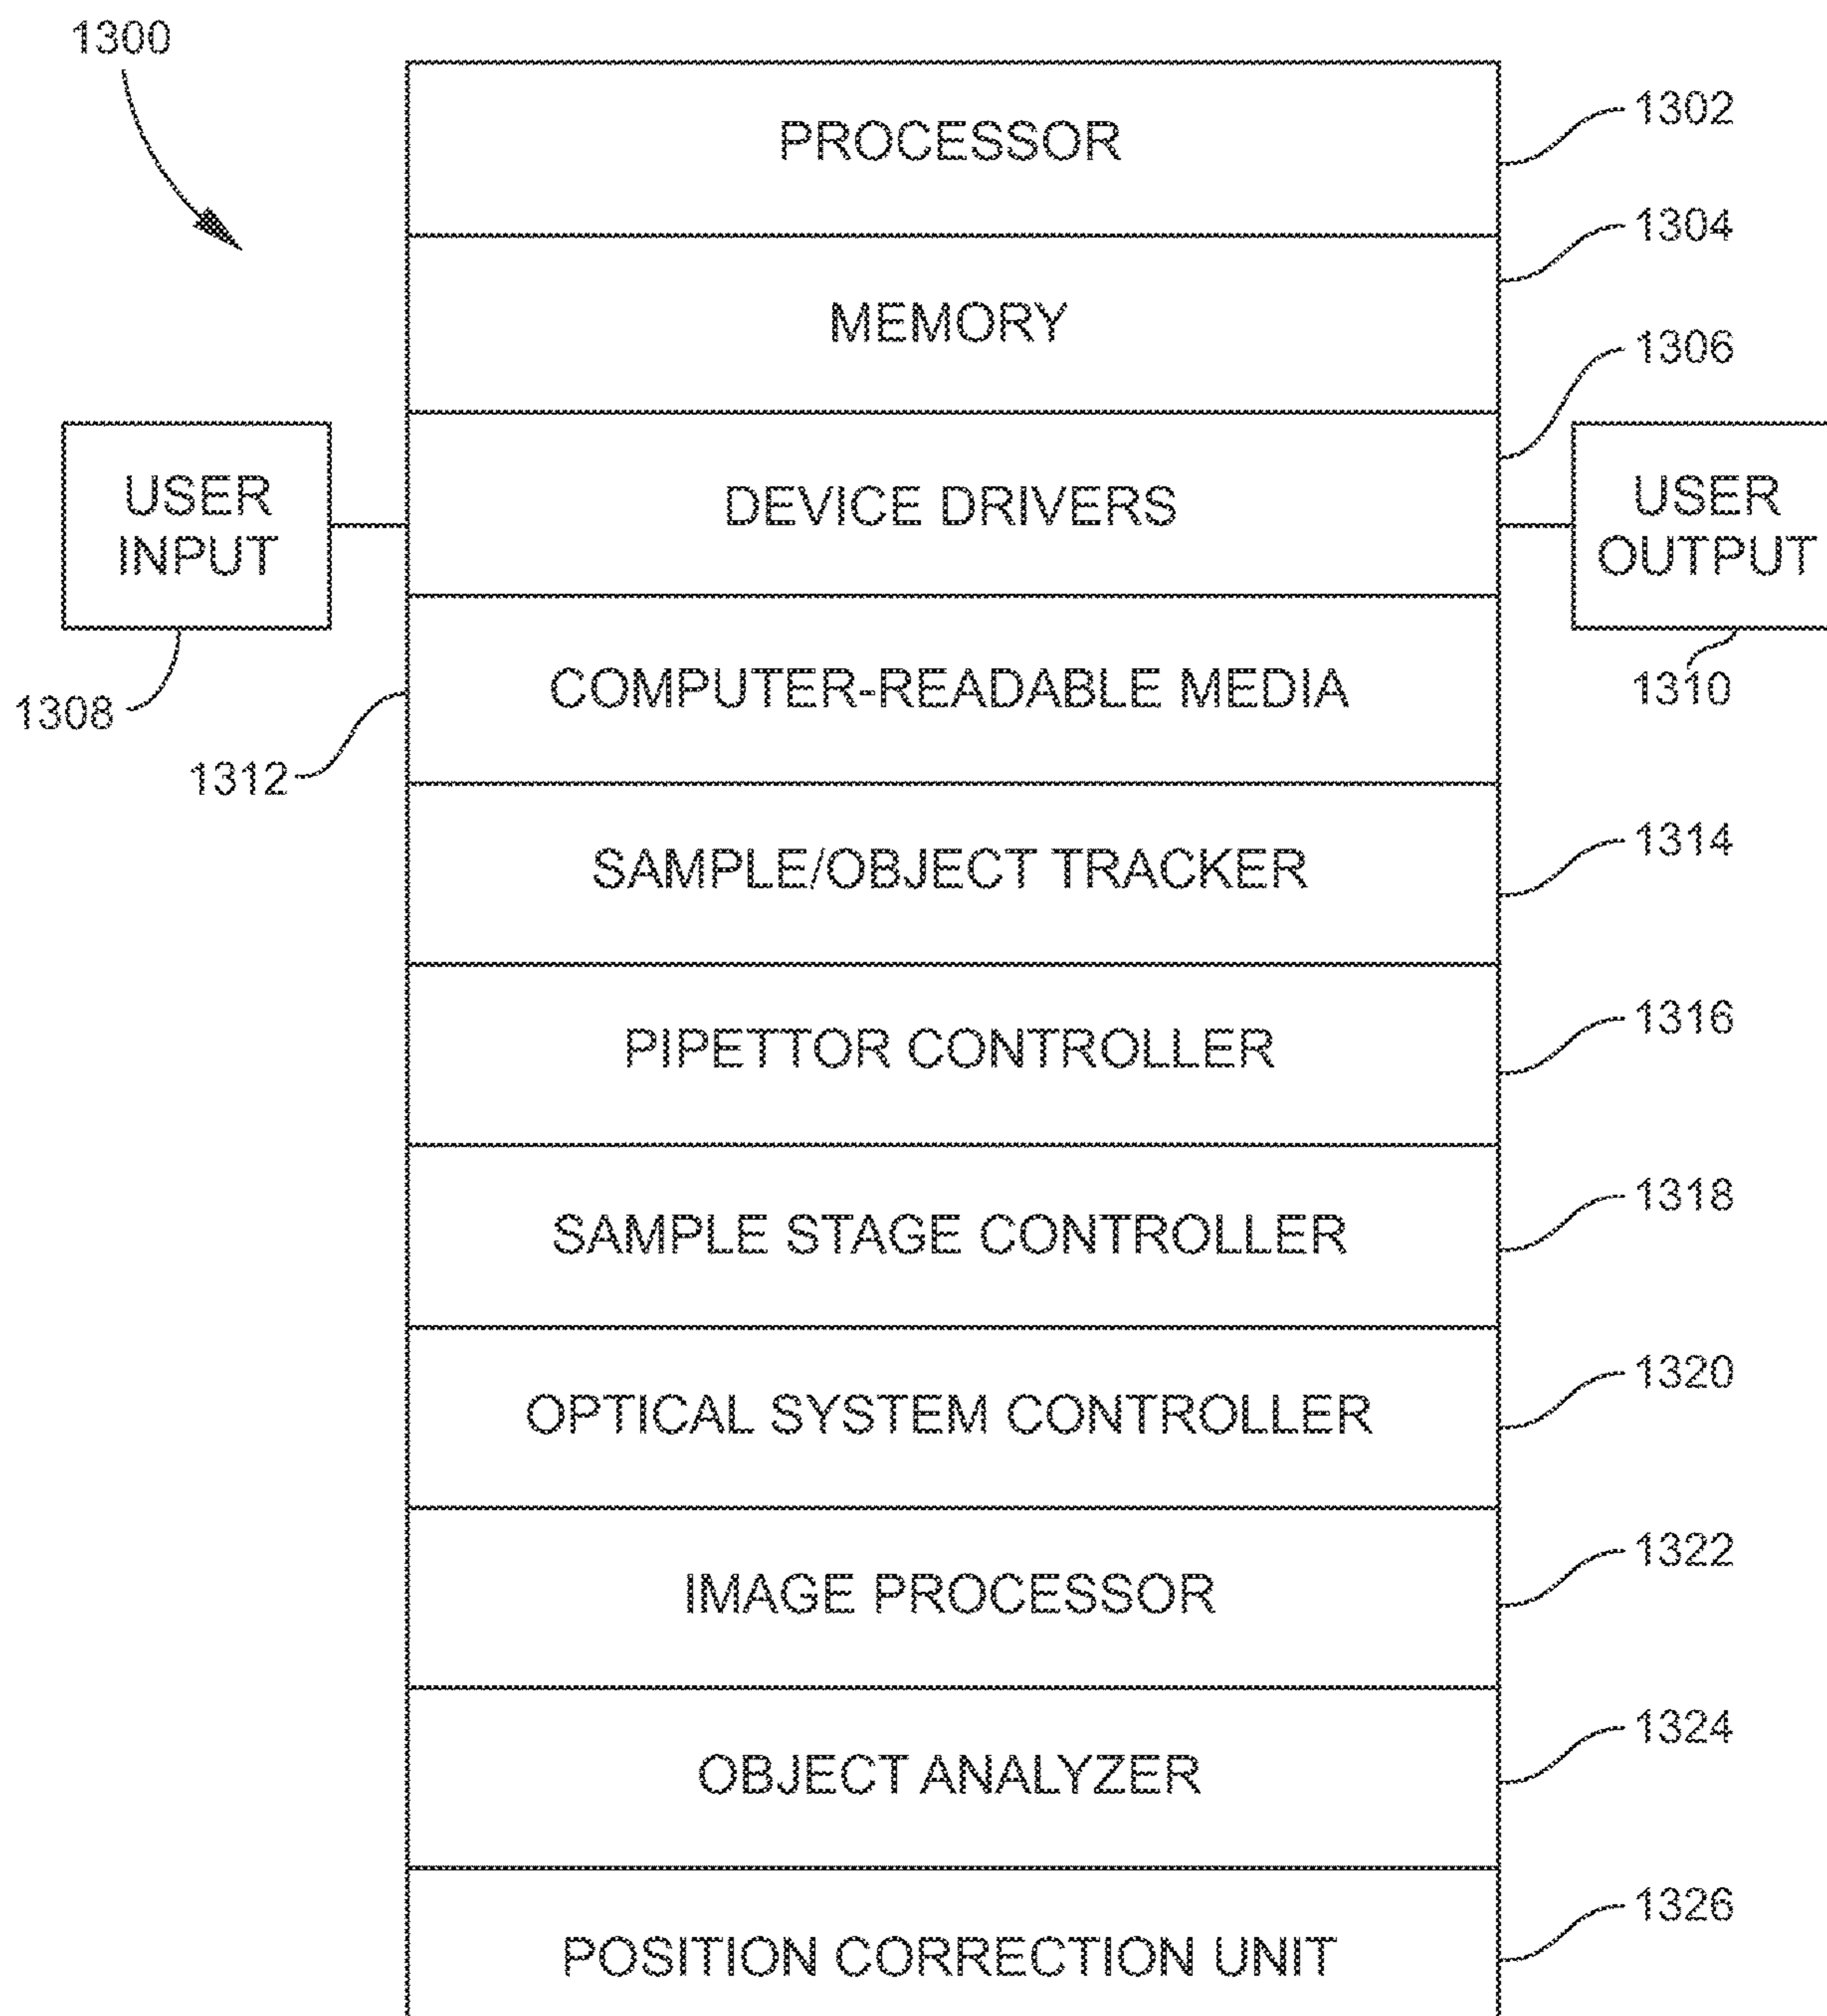 1300
PROCESSOR
1302
MEMORY
1304
1306
USER
INPUT
DEVICE DRIVERS
USER
OUTPUT
1308
COMPUTER-READABLE MEDIA
1310
1312
SAMPLE/OBJECT TRACKER
1314
PIPETTOR CONTROLLER
1316
SAMPLE STAGE CONTROLLER
1318
OPTICAL SYSTEM CONTROLLER
1320
IMAGE PROCESSOR
1322
OBJECT ANALYZER
1324
POSITION CORRECTION UNIT
1326